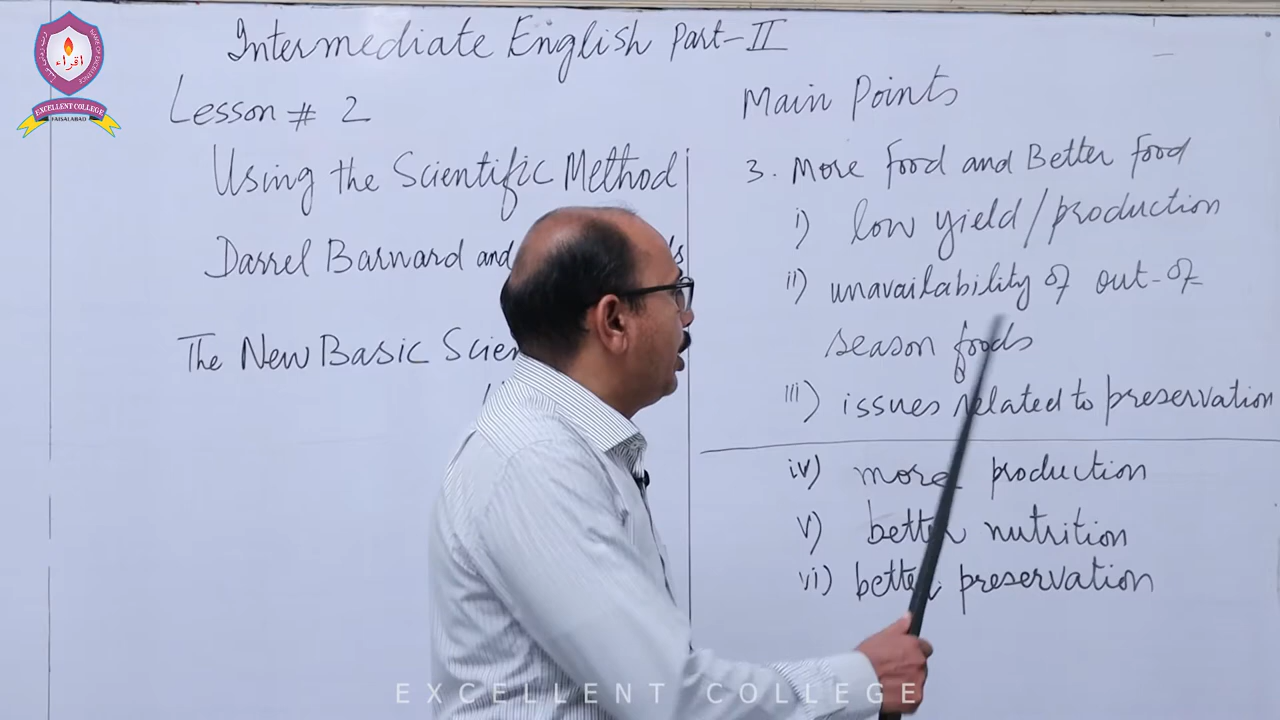 Intermediate English Part-II
Lesson # 2
Using the Scientific Method
Darrel Barnard and
The New Basic
Main Points
3. More Food and Better Food
i) low yield/production
ii) unavailability of out-of
season foods
iii) issues related to preservation
iv) more production
v) better nutrition
vi) better preservation
اقراء
EXCELLENT COLLEGE
FAISALABAD
EXCELLENT COLLEGE